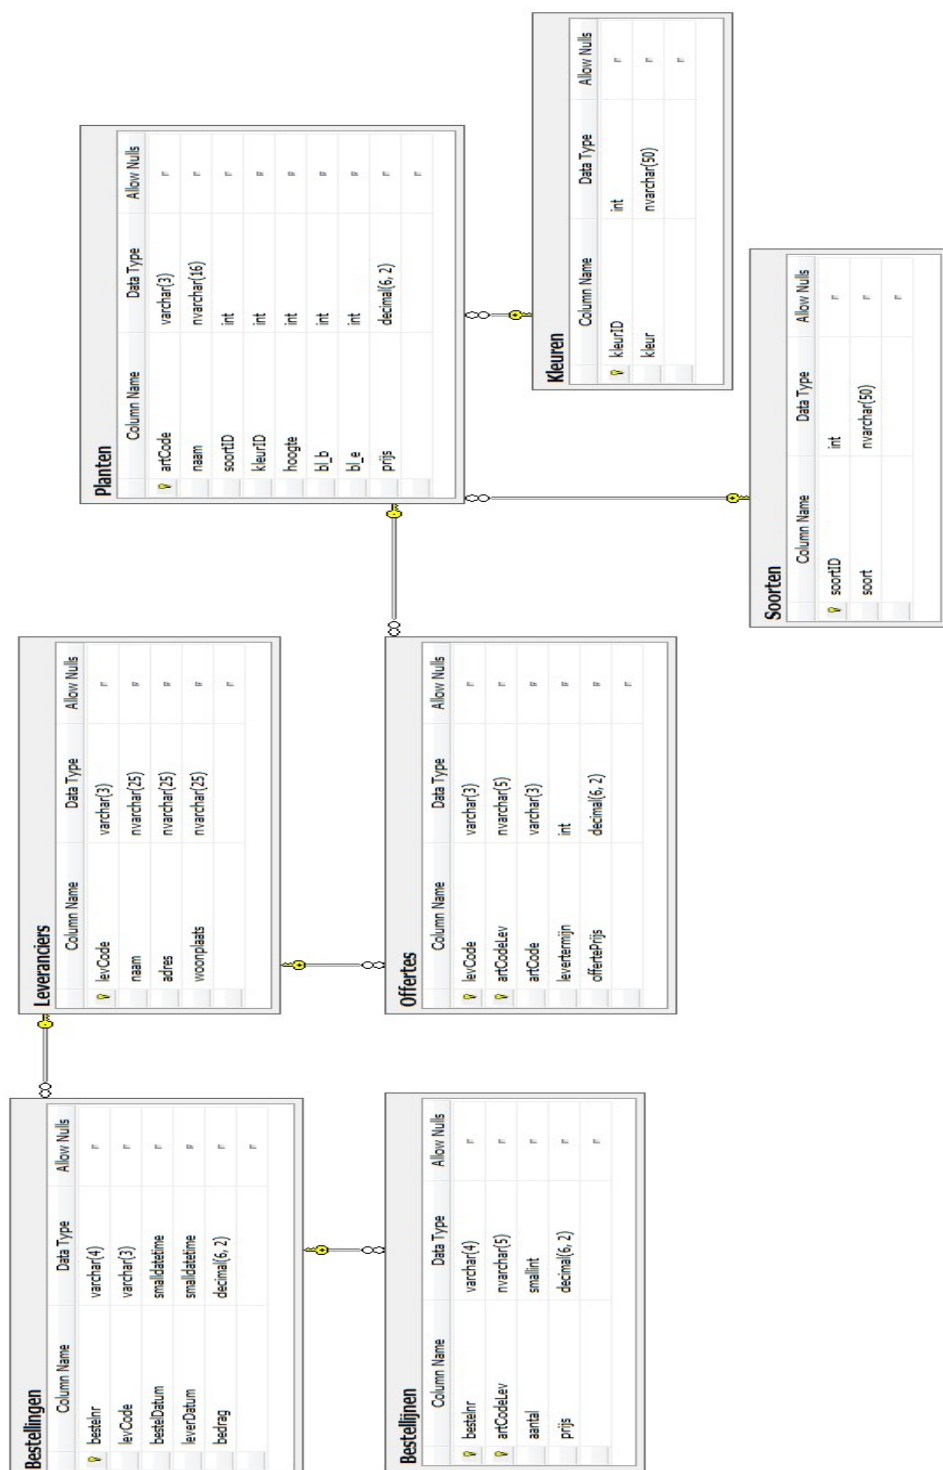 Bestellingen
Column Name Data Type Allow Nulls
bestelnr varchar(4)
levCode varchar(3)
bestelDatum smalldatetime
leverDatum smalldatetime
bedrag decimal(6, 2)
Bestellijnen
Column Name Data Type Allow Nulls
bestelnr varchar(4)
artCodeLev nvarchar(5)
aantal smallint
prijs decimal(6, 2)
Leveranciers
Column Name Data Type Allow Nulls
levCode varchar(3)
naam nvarchar(25)
adres nvarchar(25)
woonplaats nvarchar(25)
Offertes
Column Name Data Type Allow Nulls
levCode varchar(3)
artCodeLev nvarchar(5)
artCode varchar(3)
levertermijn int
offertePrijs decimal(6, 2)
Planten
Column Name Data Type Allow Nulls
artCode varchar(3)
naam nvarchar(16)
soortID int
kleurID int
hoogte int
bl_b int
bl_e int
prijs decimal(6, 2)
Kleuren
Column Name Data Type Allow Nulls
kleurID int
kleur nvarchar(50)
Soorten
Column Name Data Type Allow Nulls
soortID int
soort nvarchar(50)